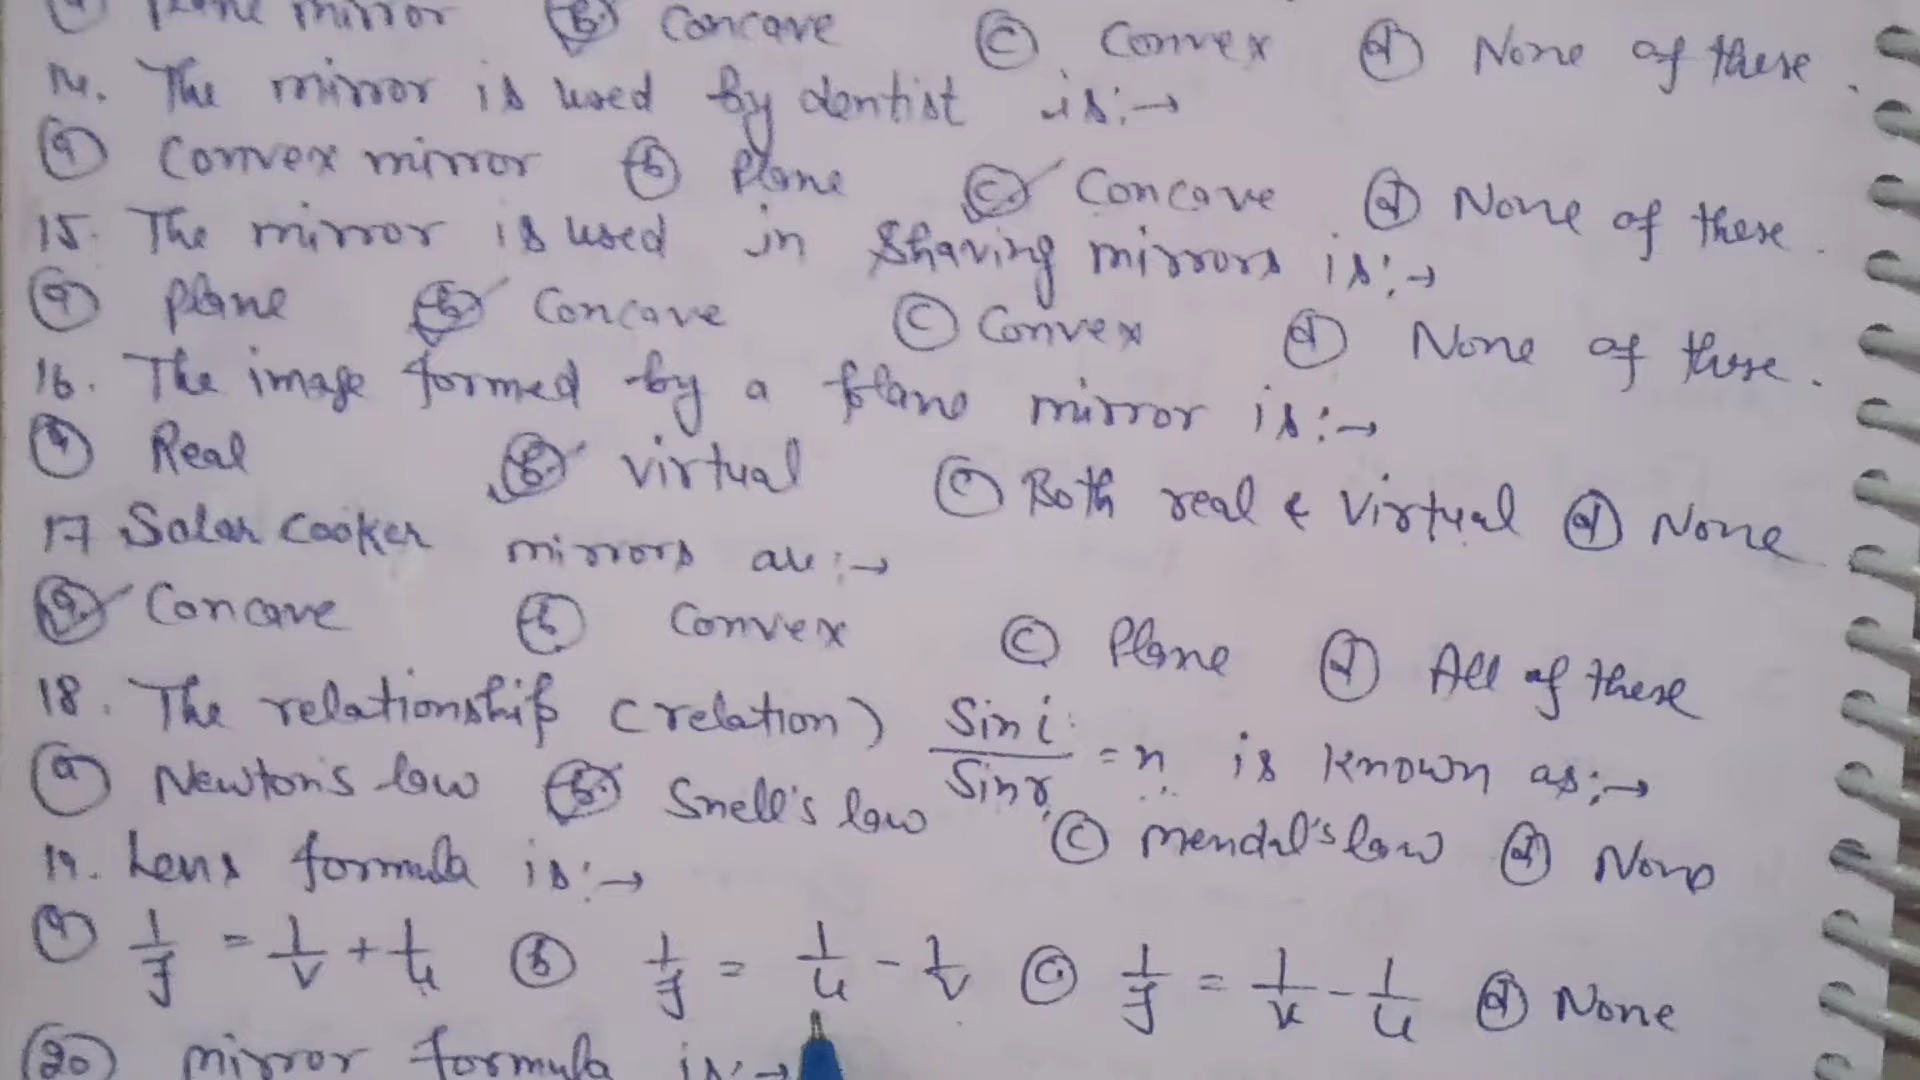 (a) Plane mirror (b) Concave (c) Convex (d) None of these.
14. The mirror is used by dentist is:→
(a) Convex mirror (b) Plane (c) Concave (d) None of these.
15. The mirror is used in Shaving mirrors is:→
(a) plane (b) Concave (c) Convex (d) None of these.
16. The image formed by a plane mirror is:→
(a) Real (b) virtual (c) Both real & Virtual (d) None
17 Solar Cooker mirrors are:→
(a) Concave (b) Convex (c) Plane (d) All of these
18. The relationship (relation) Sin i / Sin r = n is known as:→
(a) Newton's law (b) Snell's law (c) mendal's law (d) None
19. Lens formula is:→
(a) 1/f = 1/v + 1/u (b) 1/f = 1/u - 1/v (c) 1/f = 1/v - 1/u (d) None
(20) mirror formula is:→